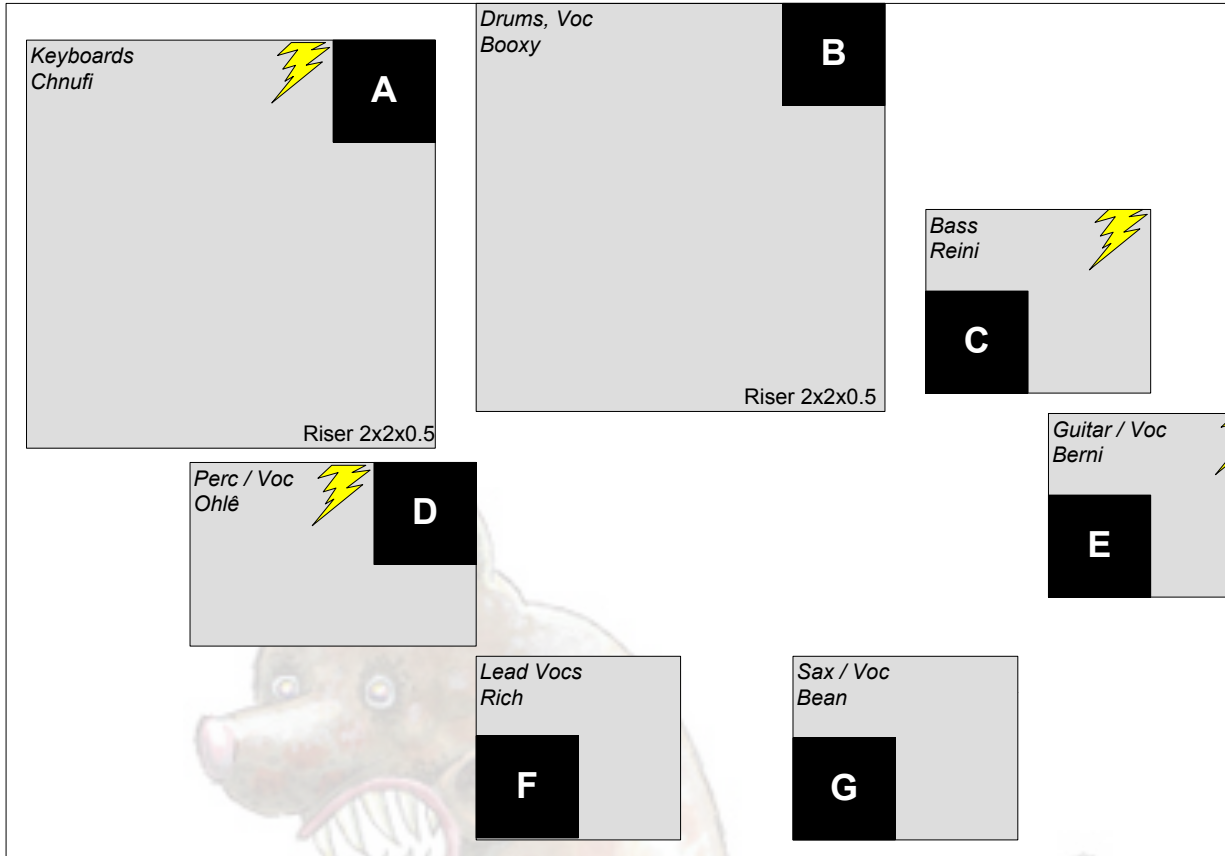 Keyboards
Chnufi
A
Riser 2x2x0.5
Drums, Voc
Booxy
B
Riser 2x2x0.5
Bass
Reini
C
Guitar / Voc
Berni
E
Perc / Voc
Ohlê
D
Lead Vocs
Rich
F
Sax / Voc
Bean
G